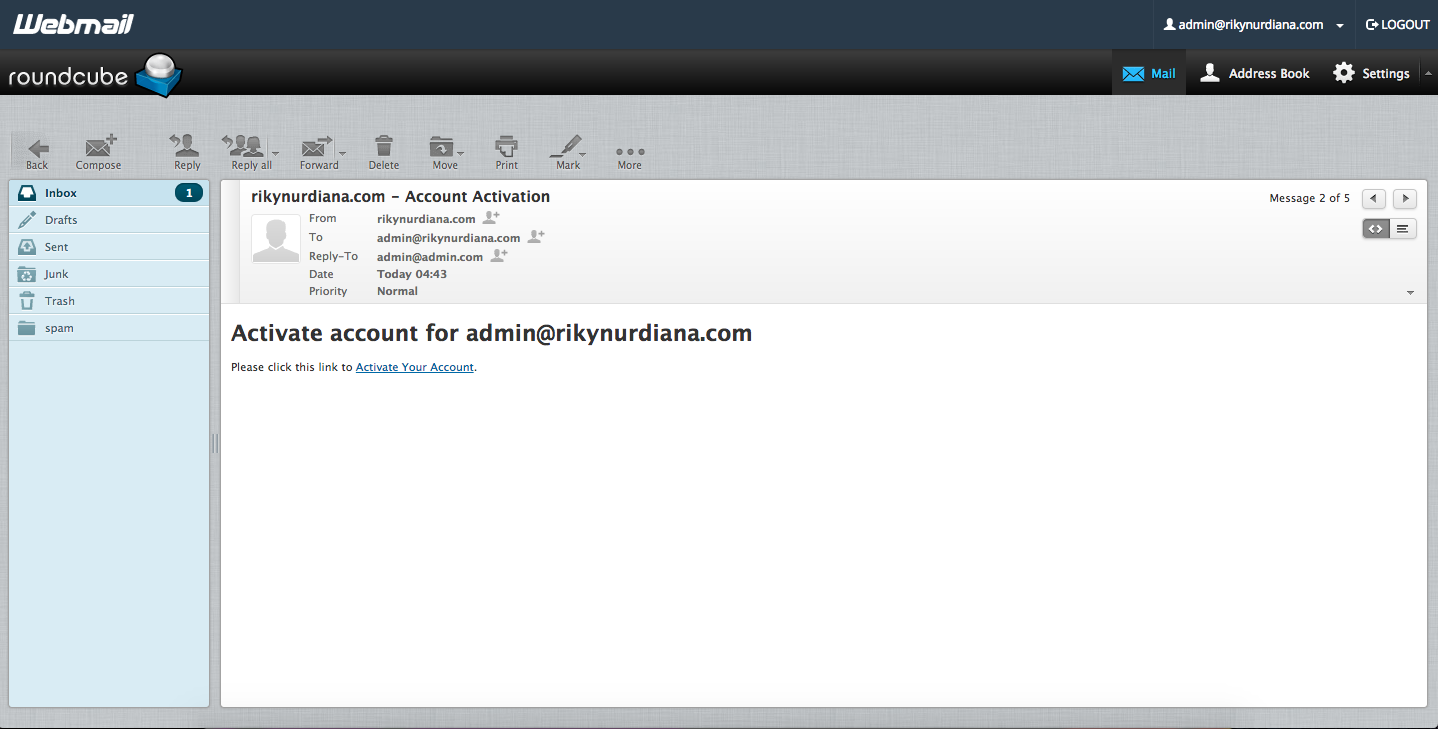 Webmail
admin@rikynurdiana.com
LOGOUT
roundcube
Mail
Address Book
Settings
Back
Compose
Reply
Reply all
Forward
Delete
Move
Print
Mark
More
Inbox
1
Drafts
Sent
Junk
Trash
spam
rikynurdiana.com - Account Activation
Message 2 of 5
From rikynurdiana.com
To admin@rikynurdiana.com
Reply-To admin@admin.com
Date Today 04:43
Priority Normal
Activate account for admin@rikynurdiana.com
Please click this link to Activate Your Account.